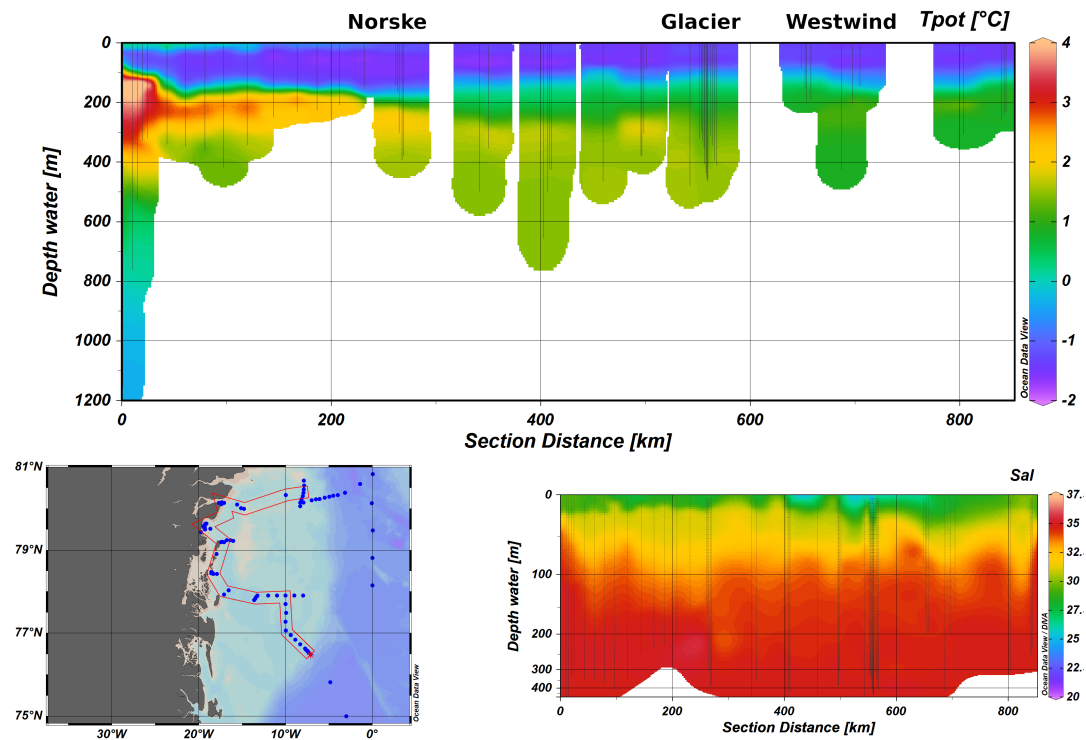 Norske Glacier Westwind Tpot [°C]
0
200
400
600
800
1000
1200
Depth water [m]
0 200 400 600 800
Section Distance [km]
4
3
2
1
0
-1
-2
Ocean Data View
81°N
79°N
77°N
75°N
30°W 20°W 10°W 0°
Ocean Data View
Sal
0
100
200
300
400
Depth water [m]
0 200 400 600 800
Section Distance [km]
37.
35
32.
30
27.
25
22.
20
Ocean Data View / DIVA